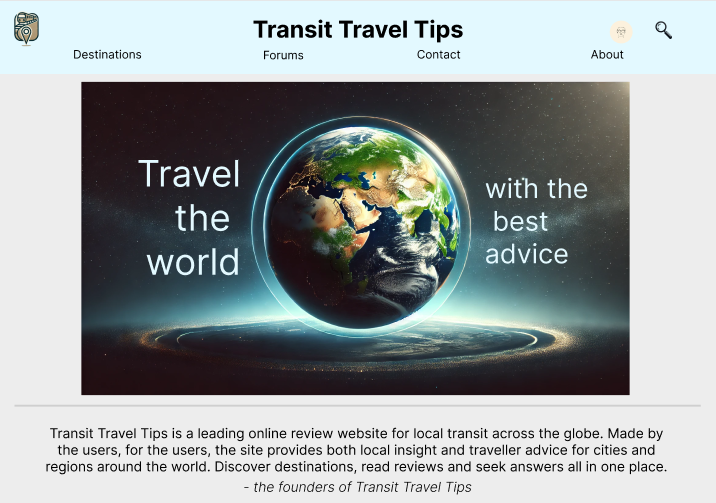 Transit Travel Tips
Destinations
Forums
Contact
About
Travel
the
world
with the
best
advice
Transit Travel Tips is a leading online review website for local transit across the globe. Made by
the users, for the users, the site provides both local insight and traveller advice for cities and
regions around the world. Discover destinations, read reviews and seek answers all in one place.
- the founders of Transit Travel Tips